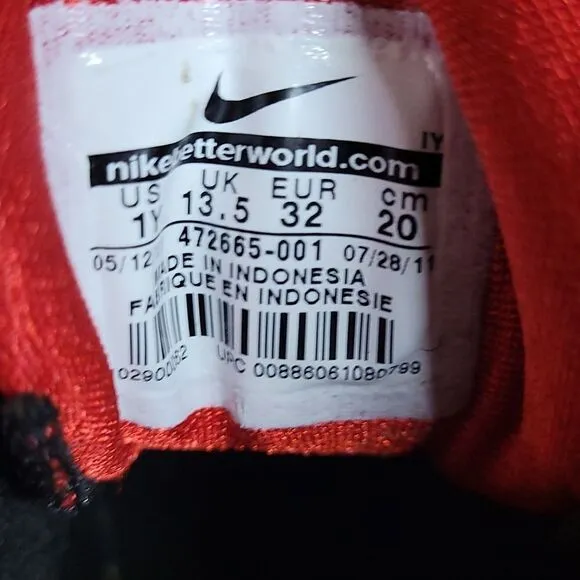 IY
nikebetterworld.com
US UK EUR cm
1Y 13.5 32 20
472665-001
05/12 07/28/11
MADE IN INDONESIA
FABRIQUE EN INDONESIE
UPC 00886061080799